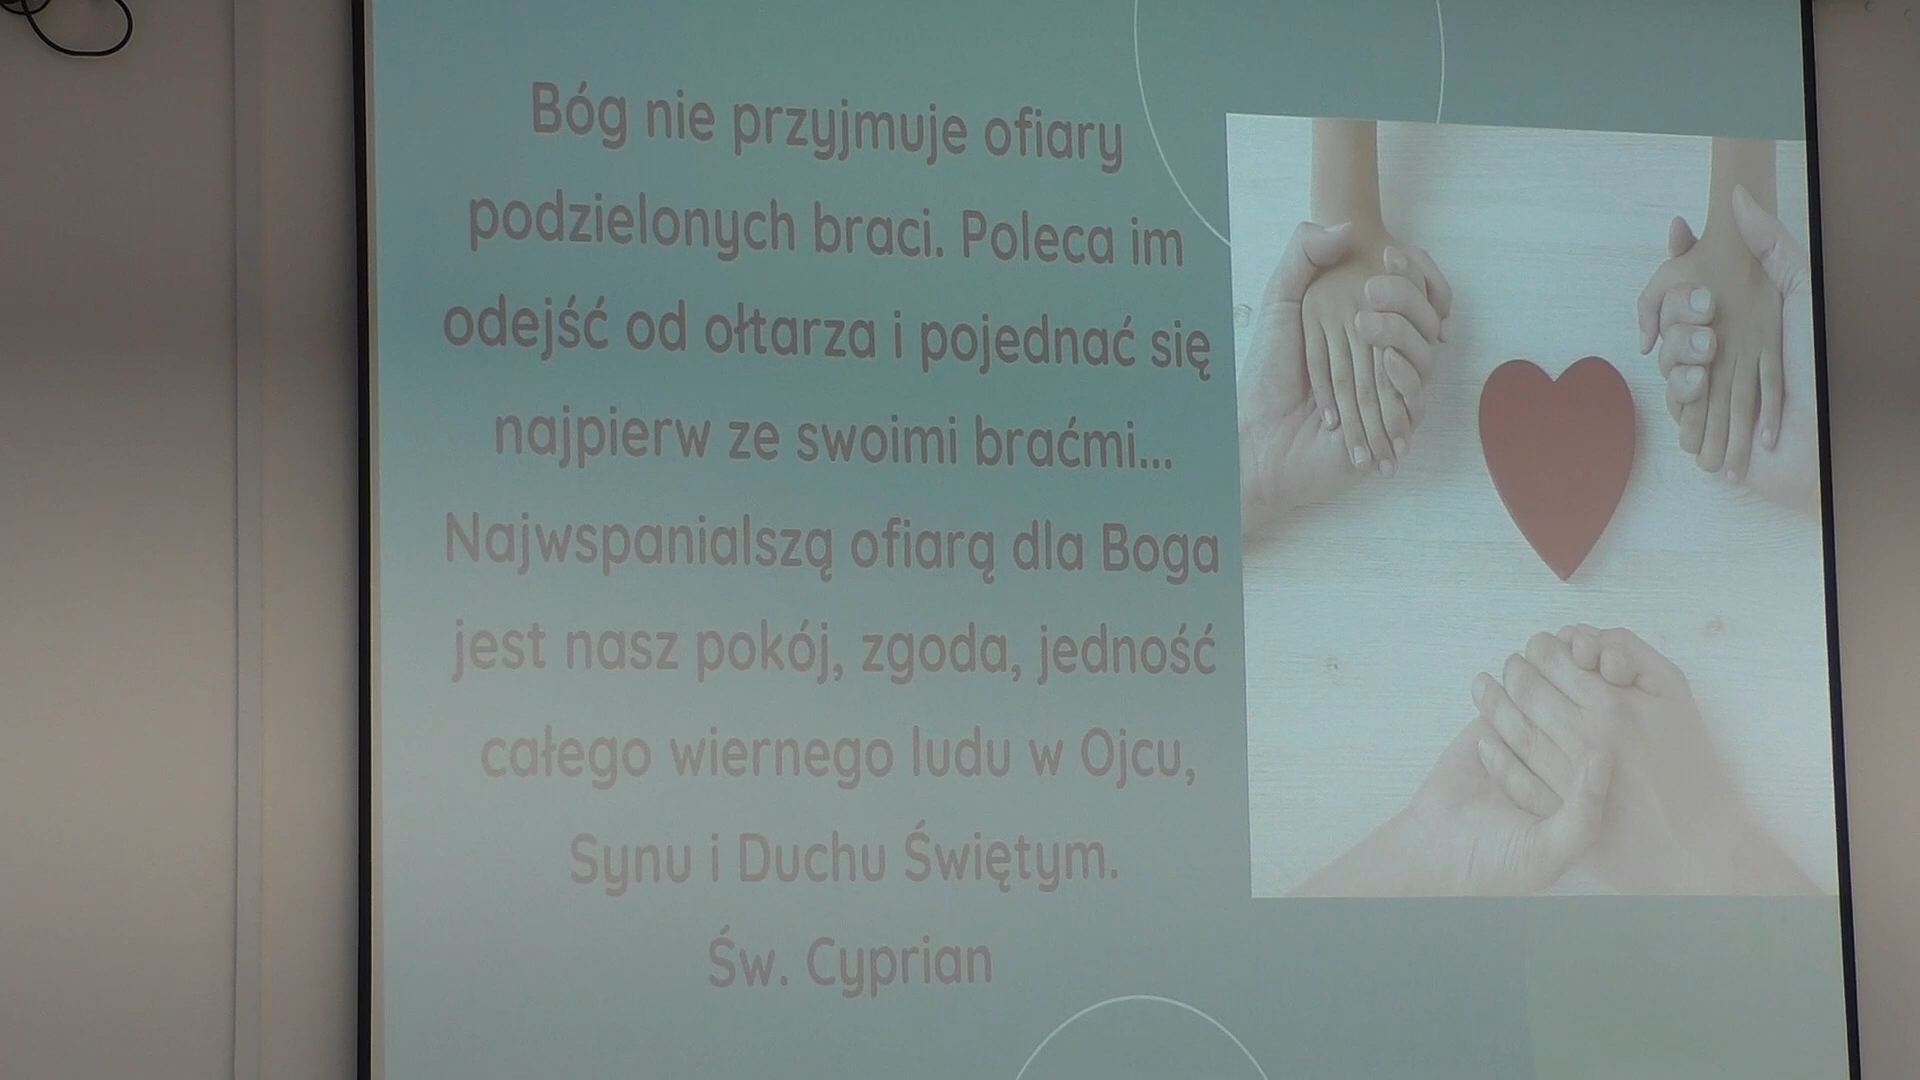 Bóg nie przyjmuje ofiary
podzielonych braci. Poleca im
odejść od ołtarza i pojednać się
najpierw ze swoimi braćmi...
Najwspanialszą ofiarą dla Boga
jest nasz pokój, zgoda, jedność
całego wiernego ludu w Ojcu,
Synu i Duchu Świętym.
Św. Cyprian